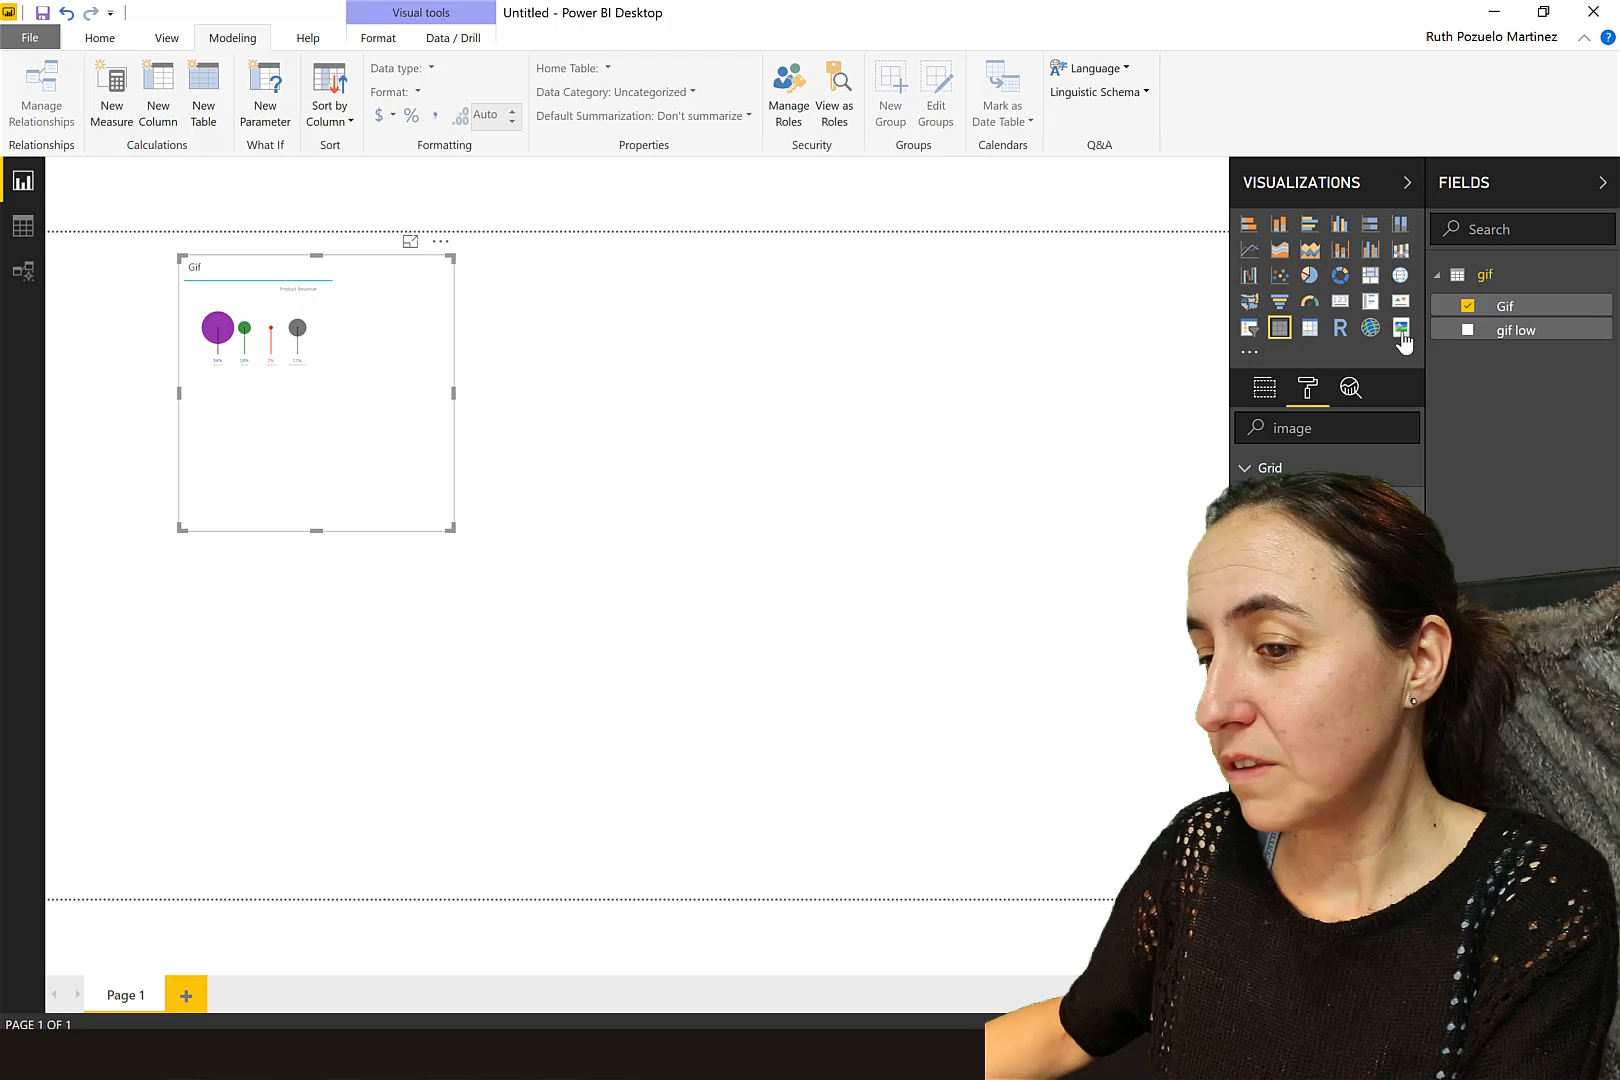 Visual tools
Untitled - Power BI Desktop
File Home View Modeling Help Format Data / Drill
Ruth Pozuelo Martinez
Manage Relationships
Relationships
New Measure
New Column
New Table
Calculations
New Parameter
What If
Sort by Column
Sort
Data type:
Format:
$ % , Auto
Formatting
Home Table:
Data Category: Uncategorized
Default Summarization: Don't summarize
Properties
Manage Roles
View as Roles
Security
New Group
Edit Groups
Groups
Mark as Date Table
Calendars
Language
Linguistic Schema
Q&A
Gif
Product Revenue
VISUALIZATIONS
R
image
Grid
FIELDS
Search
gif
Gif
gif low
Page 1
PAGE 1 OF 1